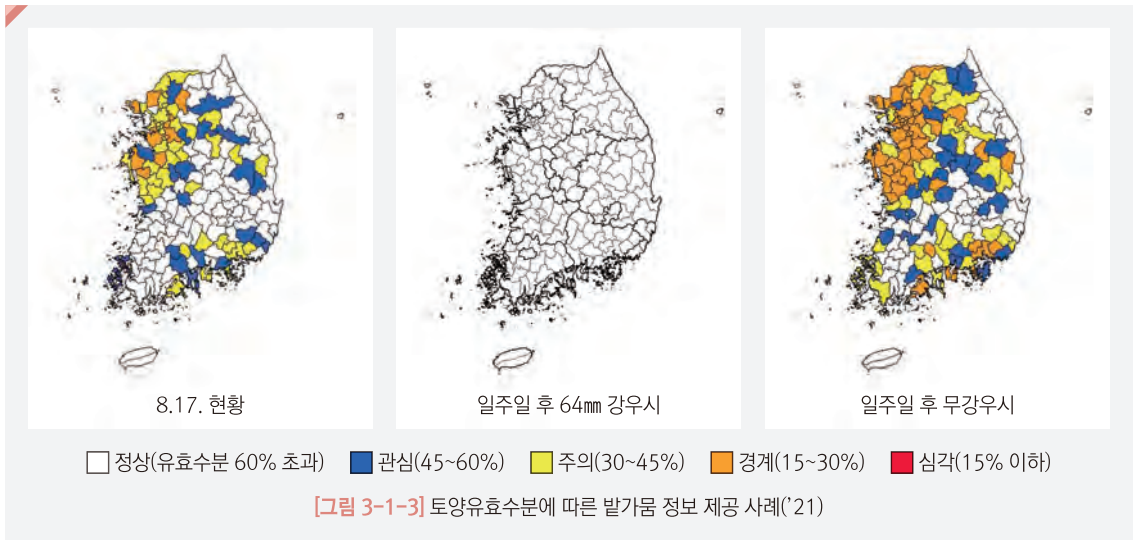 8.17. 현황
일주일 후 64㎜ 강우시
일주일 후 무강우시
정상(유효수분 60% 초과) 관심(45~60%) 주의(30~45%) 경계(15~30%) 심각(15% 이하)
[그림 3-1-3] 토양유효수분에 따른 밭가뭄 정보 제공 사례(’21)